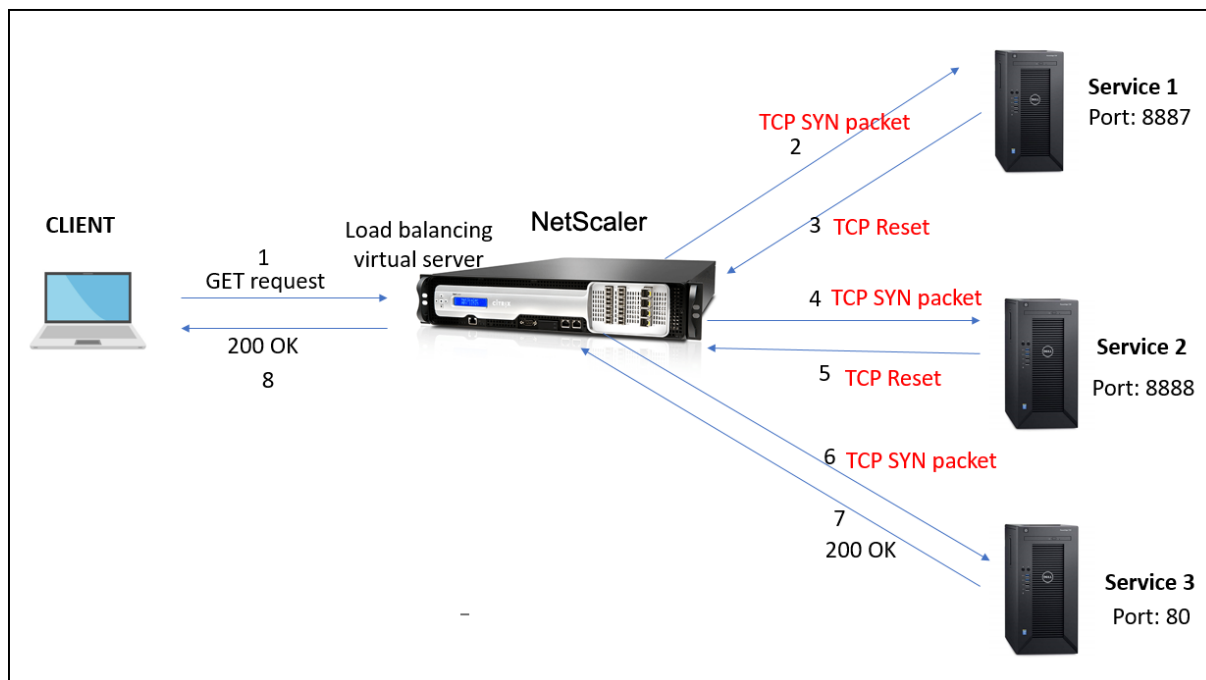 Service 1
Port: 8887
TCP SYN packet
2
NetScaler
3 TCP Reset
CLIENT
Load balancing
virtual server
1
GET request
4 TCP SYN packet
Service 2
200 OK
8
5 TCP Reset
Port: 8888
6 TCP SYN packet
7
200 OK
Service 3
Port: 80
–